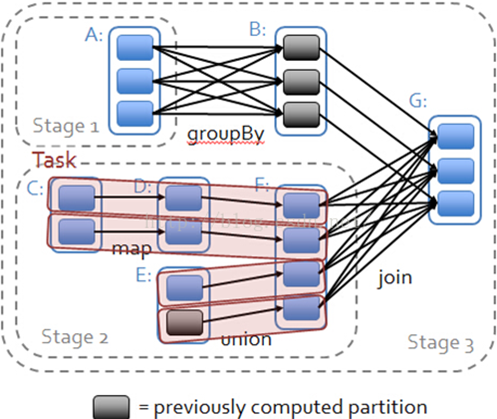 A:
B:
G:
Stage 1
groupBy
Task
C:
D:
F:
map
E:
join
Stage 2
union
Stage 3
= previously computed partition